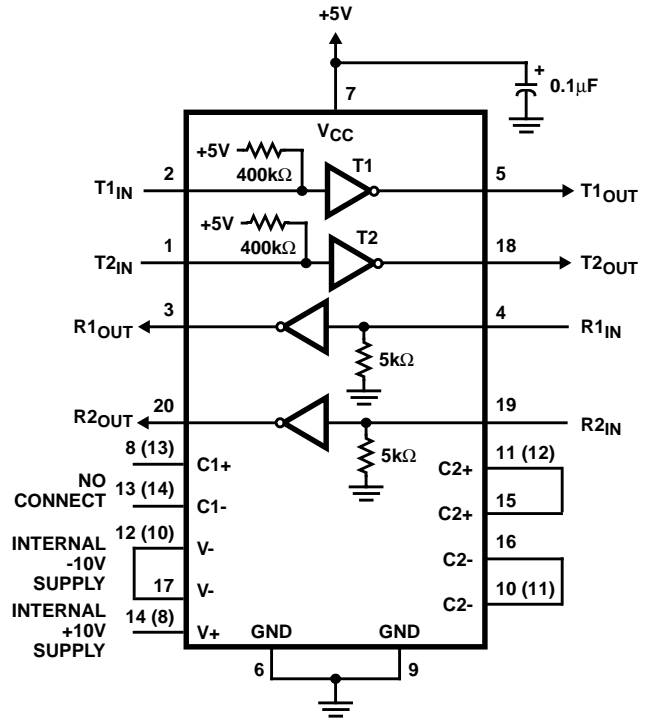 +5V
+ 0.1μF
7
VCC
+5V
400kΩ
T1
2
T1IN
5
T1OUT
+5V
400kΩ
T2
1
T2IN
18
T2OUT
3
R1OUT
4
R1IN
5kΩ
20
R2OUT
19
R2IN
5kΩ
8 (13)
C1+
NO
CONNECT
13 (14)
C1-
12 (10)
V-
INTERNAL
-10V
SUPPLY
17
V-
INTERNAL
+10V
SUPPLY
14 (8)
V+
11 (12)
C2+
15
C2+
16
C2-
10 (11)
C2-
GND
GND
6
9